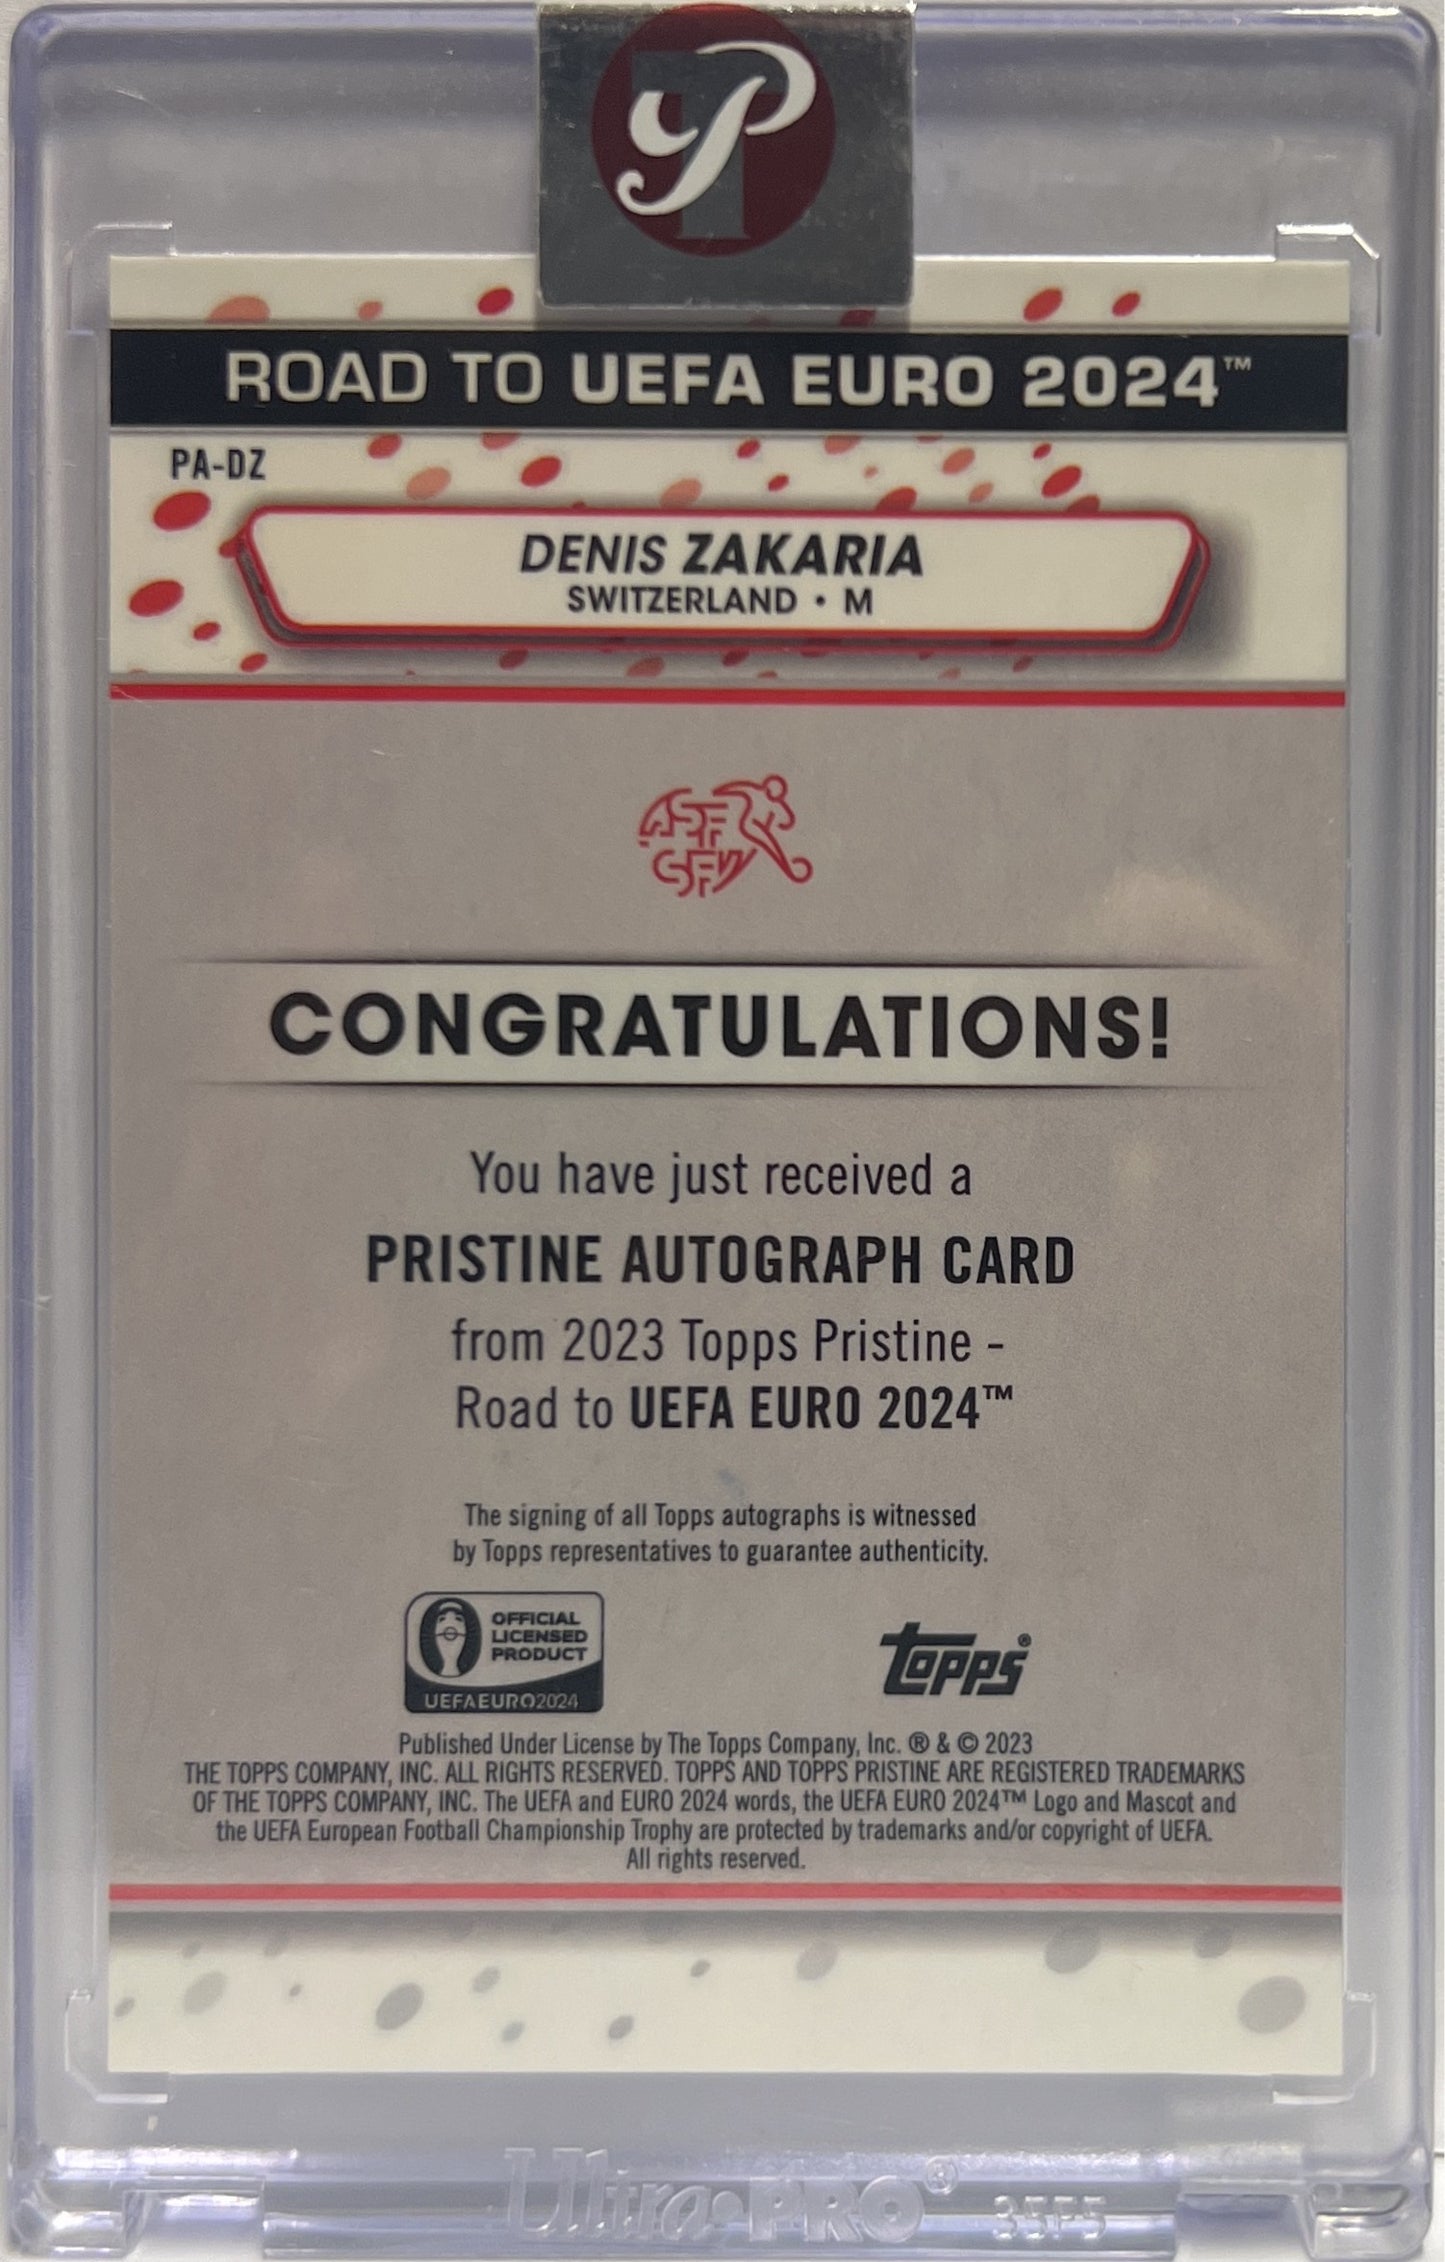 P
ROAD TO UEFA EURO 2024™
PA-DZ
DENIS ZAKARIA
SWITZERLAND • M
ASF
SFV
CONGRATULATIONS!
You have just received a
PRISTINE AUTOGRAPH CARD
from 2023 Topps Pristine -
Road to UEFA EURO 2024™
The signing of all Topps autographs is witnessed
by Topps representatives to guarantee authenticity.
OFFICIAL
LICENSED
PRODUCT
UEFAEURO2024
Topps®
Published Under License by The Topps Company, Inc. ® & © 2023
THE TOPPS COMPANY, INC. ALL RIGHTS RESERVED. TOPPS AND TOPPS PRISTINE ARE REGISTERED TRADEMARKS
OF THE TOPPS COMPANY, INC. The UEFA and EURO 2024 words, the UEFA EURO 2024™ Logo and Mascot and
the UEFA European Football Championship Trophy are protected by trademarks and/or copyright of UEFA.
All rights reserved.
Ultra•PRO®